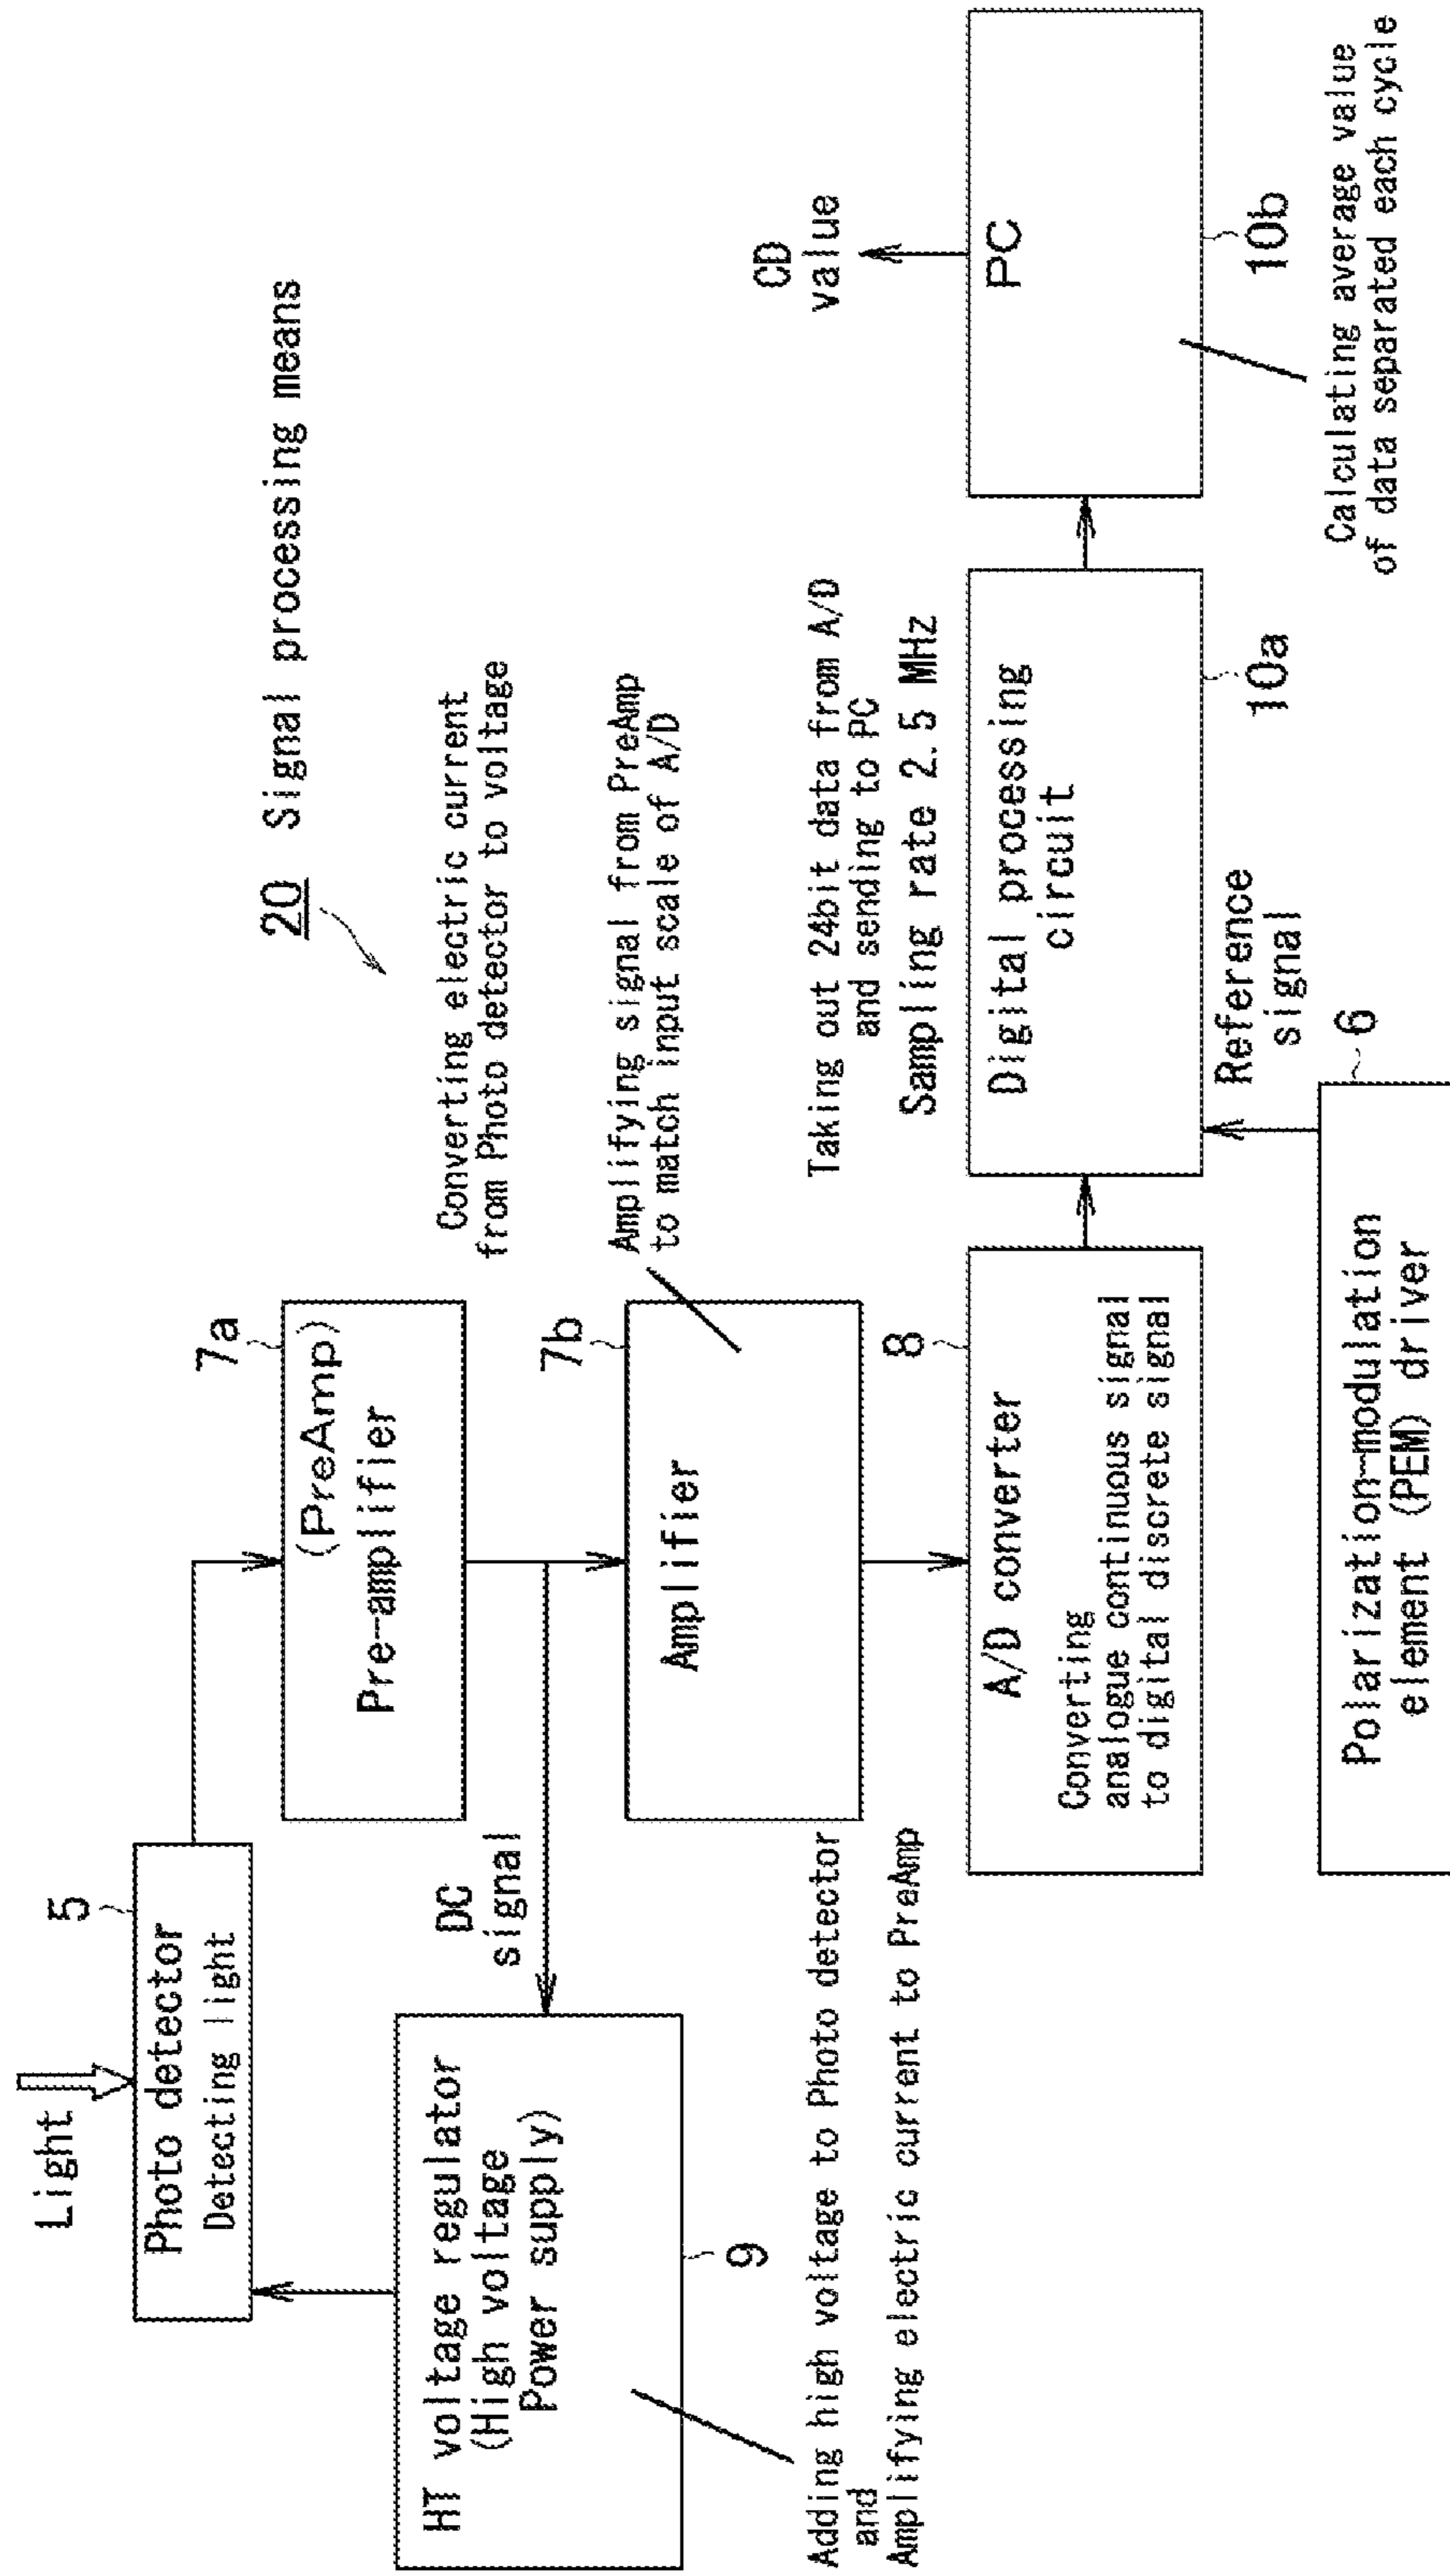 20 Signal processing means
Light
Photo detector
Detecting light
5
(PreAmp)
Pre-amplifier
7a
Converting electric current
from Photo detector to voltage
DC
signal
HT voltage regulator
(High voltage
Power supply)
9
Adding high voltage to Photo detector
and
Amplifying electric current to PreAmp
Amplifier
7b
Amplifying signal from PreAmp
to match input scale of A/D
A/D converter
Converting
analogue continuous signal
to digital discrete signal
8
Taking out 24bit data from A/D
and sending to PC
Sampling rate 2.5 MHz
Digital processing
circuit
10a
Reference
signal
Polarization-modulation
element (PEM) driver
6
CD
value
PC
10b
Calculating average value
of data separated each cycle